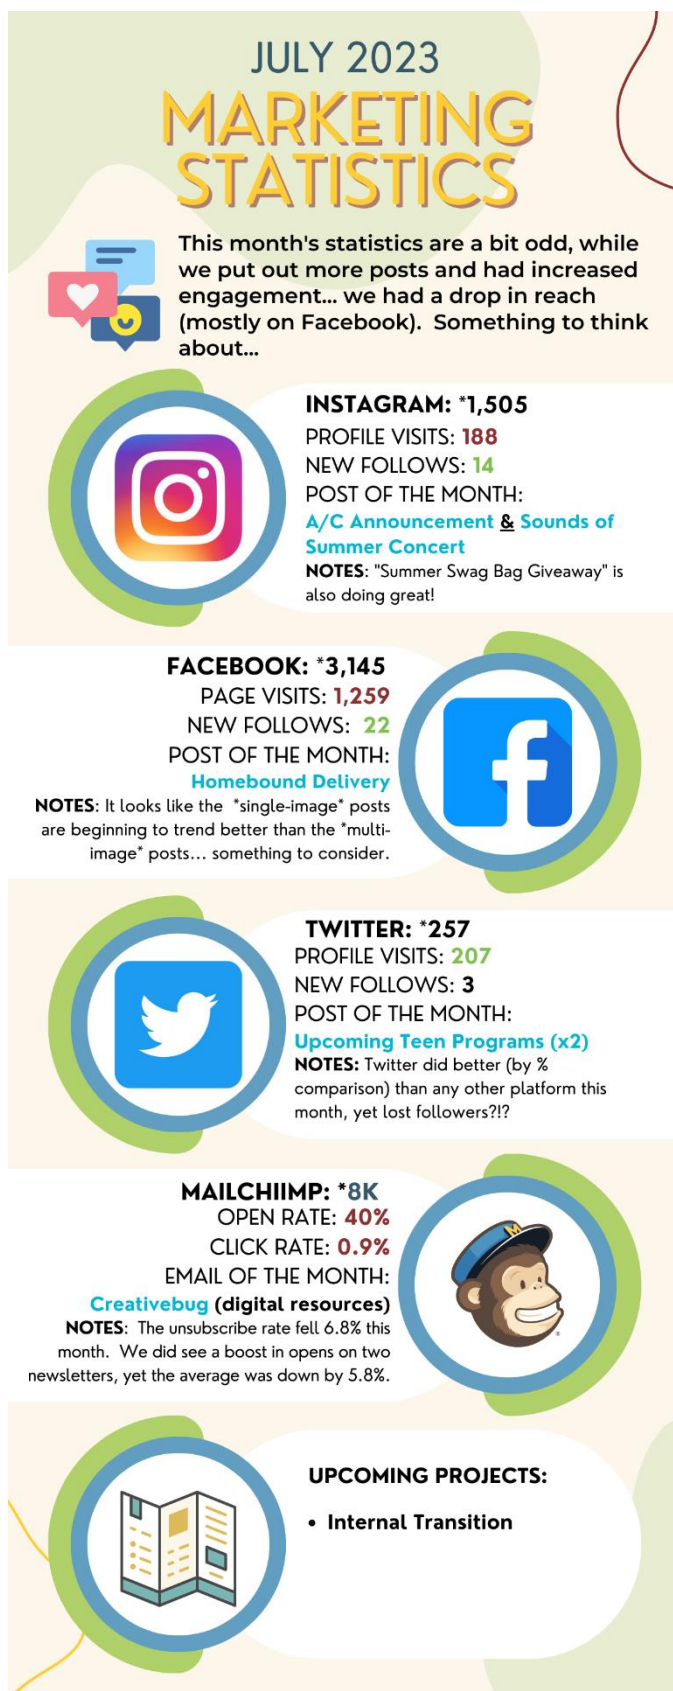 JULY 2023
MARKETING
STATISTICS
This month's statistics are a bit odd, while
we put out more posts and had increased
engagement... we had a drop in reach
(mostly on Facebook).  Something to think
about...
INSTAGRAM: *1,505
PROFILE VISITS: 188
NEW FOLLOWS: 14
POST OF THE MONTH:
A/C Announcement & Sounds of
Summer Concert
NOTES: "Summer Swag Bag Giveaway" is
also doing great!
FACEBOOK: *3,145
PAGE VISITS: 1,259
NEW FOLLOWS:  22
POST OF THE MONTH:
Homebound Delivery
NOTES: It looks like the  *single-image* posts
are beginning to trend better than the *multi-
image* posts... something to consider.
TWITTER: *257
PROFILE VISITS: 207
NEW FOLLOWS: 3
POST OF THE MONTH:
Upcoming Teen Programs (x2)
NOTES: Twitter did better (by %
comparison) than any other platform this
month, yet lost followers?!?
MAILCHIIMP: *8K
OPEN RATE: 40%
CLICK RATE: 0.9%
EMAIL OF THE MONTH:
Creativebug (digital resources)
NOTES:  The unsubscribe rate fell 6.8% this
month.  We did see a boost in opens on two
newsletters, yet the average was down by 5.8%.
UPCOMING PROJECTS:
• Internal Transition